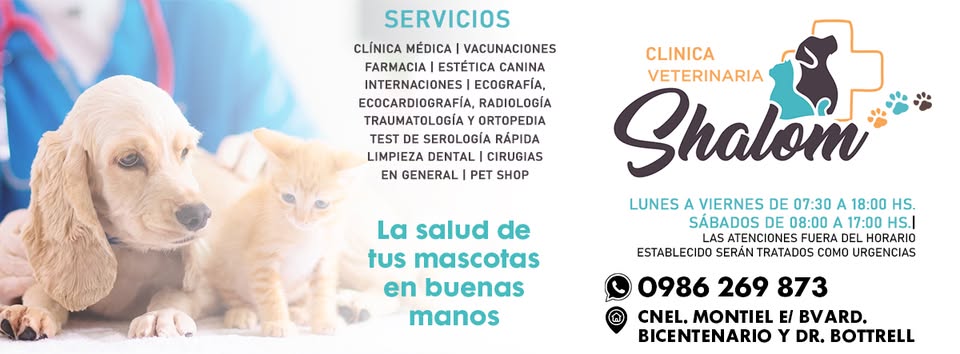 SERVICIOS
CLÍNICA MÉDICA | VACUNACIONES
FARMACIA | ESTÉTICA CANINA
INTERNACIONES | ECOGRAFÍA,
ECOCARDIOGRAFÍA, RADIOLOGÍA
TRAUMATOLOGÍA Y ORTOPEDIA
TEST DE SEROLOGÍA RÁPIDA
LIMPIEZA DENTAL | CIRUGIAS
EN GENERAL | PET SHOP
La salud de
tus mascotas
en buenas
manos
CLINICA
VETERINARIA
Shalom
LUNES A VIERNES DE 07:30 A 18:00 HS.
SÁBADOS DE 08:00 A 17:00 HS.|
LAS ATENCIONES FUERA DEL HORARIO
ESTABLECIDO SERÁN TRATADOS COMO URGENCIAS
0986 269 873
CNEL. MONTIEL E/ BVARD.
BICENTENARIO Y DR. BOTTRELL